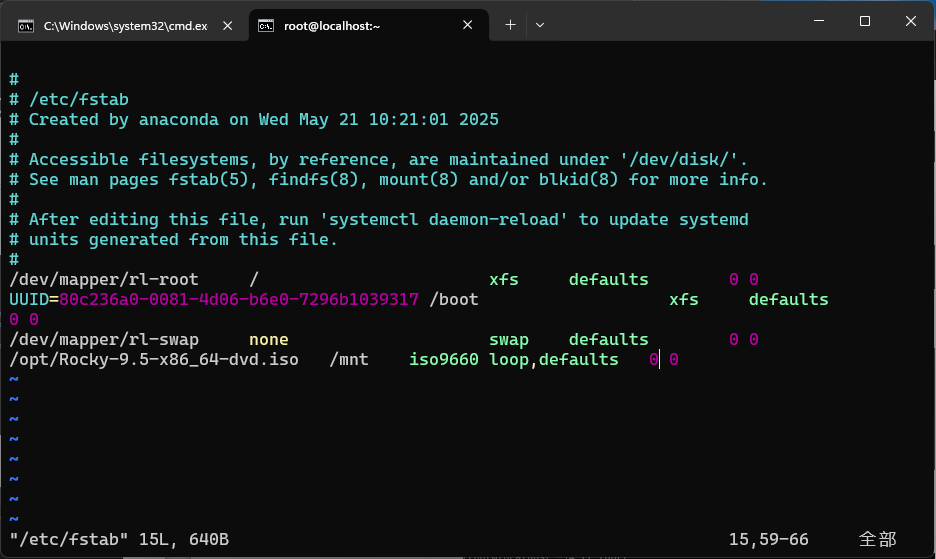 C:\Windows\system32\cmd.ex
root@localhost:~
#
# /etc/fstab
# Created by anaconda on Wed May 21 10:21:01 2025
#
# Accessible filesystems, by reference, are maintained under '/dev/disk/'.
# See man pages fstab(5), findfs(8), mount(8) and/or blkid(8) for more info.
#
# After editing this file, run 'systemctl daemon-reload' to update systemd
# units generated from this file.
#
/dev/mapper/rl-root     /                       xfs     defaults        0 0
UUID=80c236a0-0081-4d06-b6e0-7296b1039317 /boot                   xfs     defaults
0 0
/dev/mapper/rl-swap     none                    swap    defaults        0 0
/opt/Rocky-9.5-x86_64-dvd.iso   /mnt    iso9660 loop,defaults   0 0
~
~
~
~
~
~
~
~
"/etc/fstab" 15L, 640B                                                  15,59-66     全部